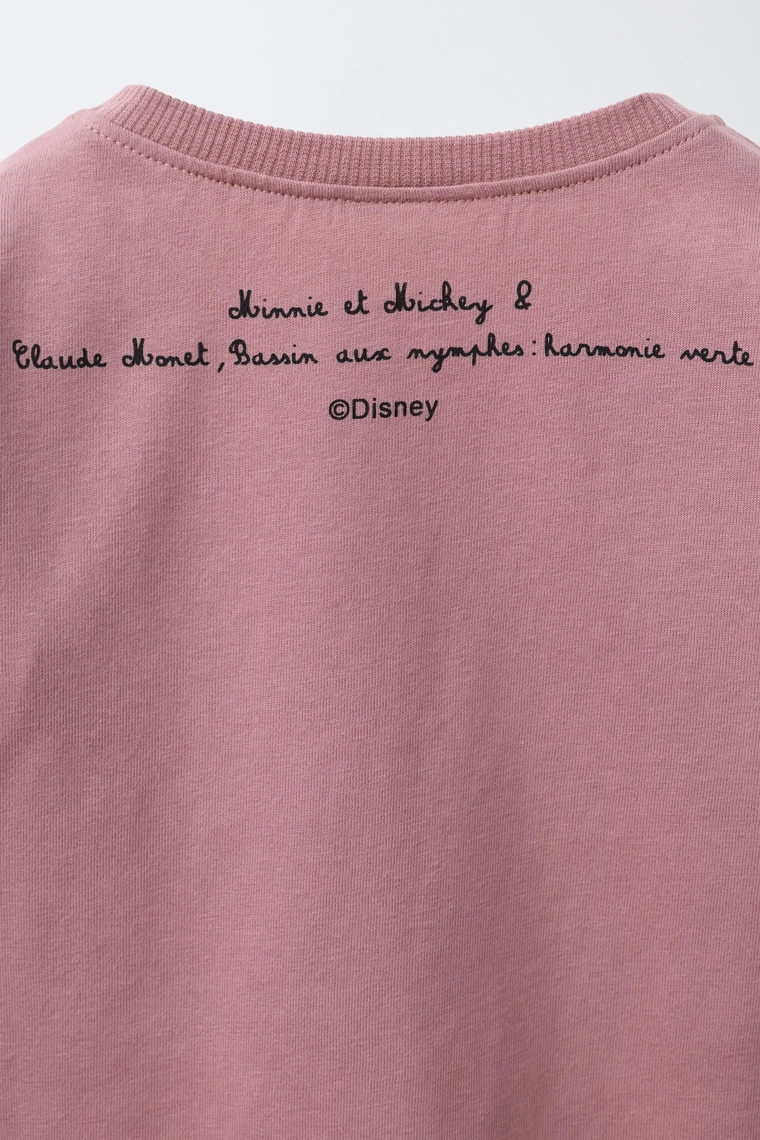 Minnie et Mickey &
Claude Monet, Bassin aux nymphes: harmonie verte
©Disney